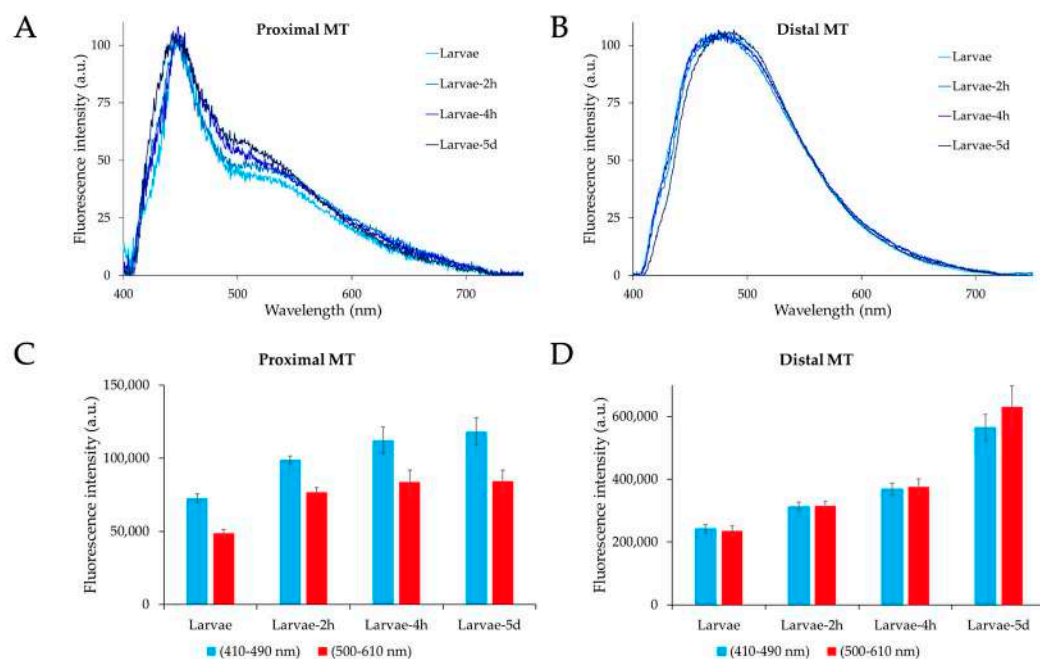 A
Proximal MT
Fluorescence intensity (a.u.)
100
75
50
25
0
400 500 600 700
Wavelength (nm)
Larvae
Larvae-2h
Larvae-4h
Larvae-5d
B
Distal MT
Fluorescence intensity (a.u.)
100
75
50
25
0
400 500 600 700
Wavelength (nm)
Larvae
Larvae-2h
Larvae-4h
Larvae-5d
C
Proximal MT
Fluorescence intensity (a.u.)
150,000
100,000
50,000
0
Larvae Larvae-2h Larvae-4h Larvae-5d
(410-490 nm) (500-610 nm)
D
Distal MT
Fluorescence intensity (a.u.)
600,000
400,000
200,000
0
Larvae Larvae-2h Larvae-4h Larvae-5d
(410-490 nm) (500-610 nm)